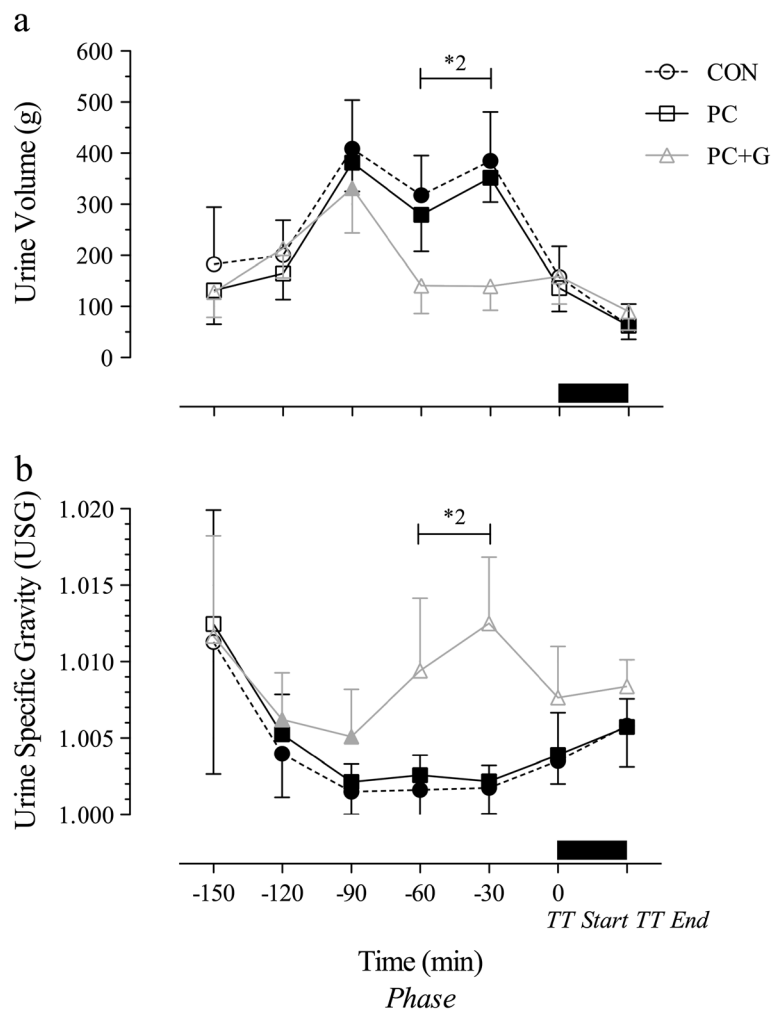 a
Urine Volume (g)
600
500
400
300
200
100
0
*2
CON
PC
PC+G
b
Urine Specific Gravity (USG)
1.020
1.015
1.010
1.005
1.000
*2
-150 -120 -90 -60 -30 0
TT Start TT End
Time (min)
Phase